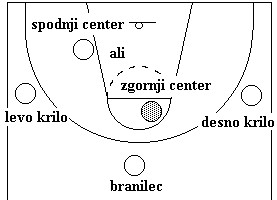 spodnji center
ali
zgornji center
levo krilo
desno krilo
branilec